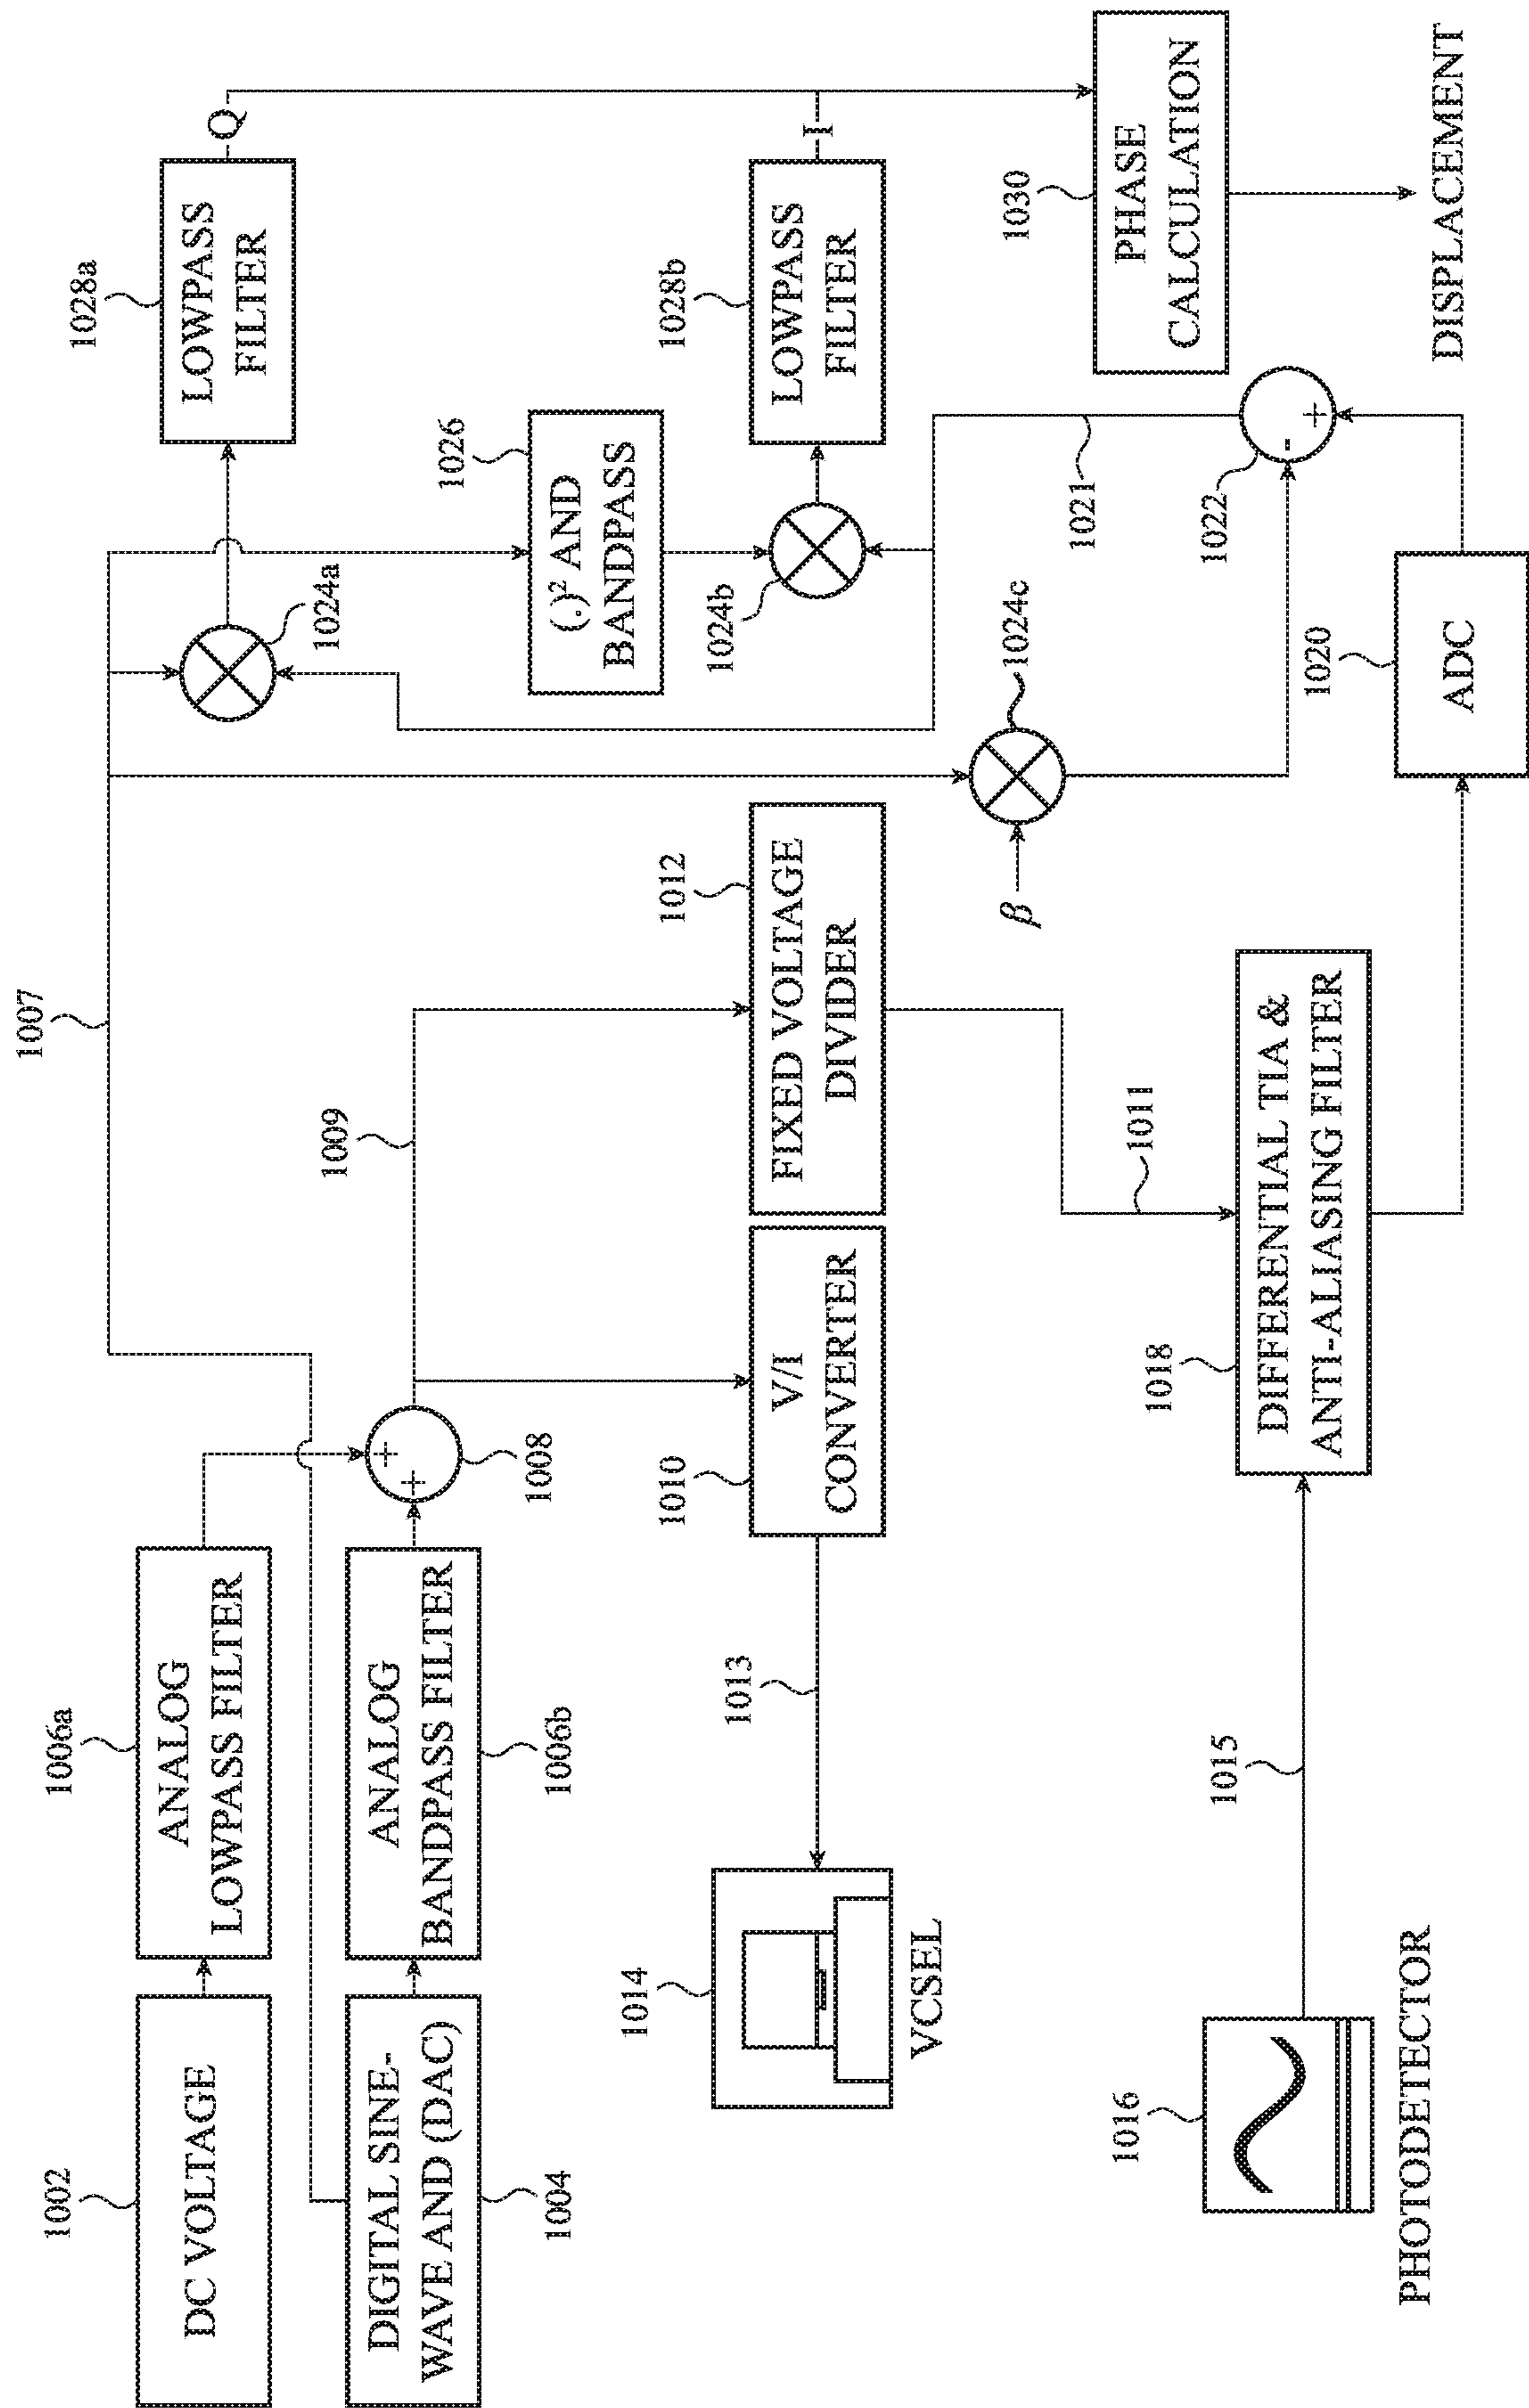 1002
DC VOLTAGE
1006a
ANALOG
LOWPASS FILTER
1004
DIGITAL SINE-
WAVE AND (DAC)
1006b
ANALOG
BANDPASS FILTER
+
+
1008
1007
1009
1010
V/I
CONVERTER
1012
FIXED VOLTAGE
DIVIDER
1013
1014
VCSEL
1016
PHOTODETECTOR
1015
1011
1018
DIFFERENTIAL TIA &
ANTI-ALIASING FILTER
1020
ADC
β
1024c
1022
-
+
1021
1024a
1026
(.)² AND
BANDPASS
1024b
1028a
LOWPASS
FILTER
Q
1028b
LOWPASS
FILTER
I
1030
PHASE
CALCULATION
DISPLACEMENT